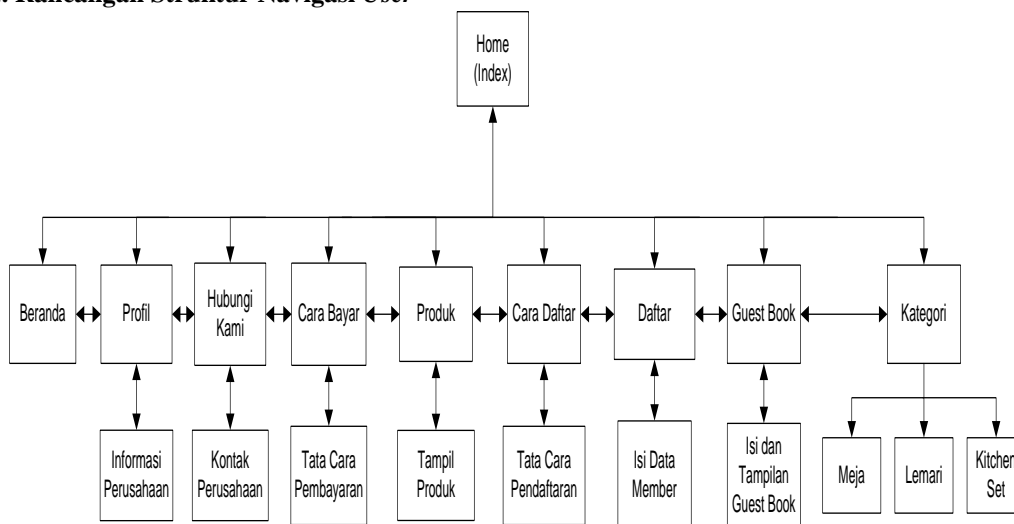 Rancangan Struktur Navigasi User
Home
(Index)
Beranda
Profil
Hubungi
Kami
Cara Bayar
Produk
Cara Daftar
Daftar
Guest Book
Kategori
Informasi
Perusahaan
Kontak
Perusahaan
Tata Cara
Pembayaran
Tampil
Produk
Tata Cara
Pendaftaran
Isi Data
Member
Isi dan
Tampilan
Guest Book
Meja
Lemari
Kitchen
Set